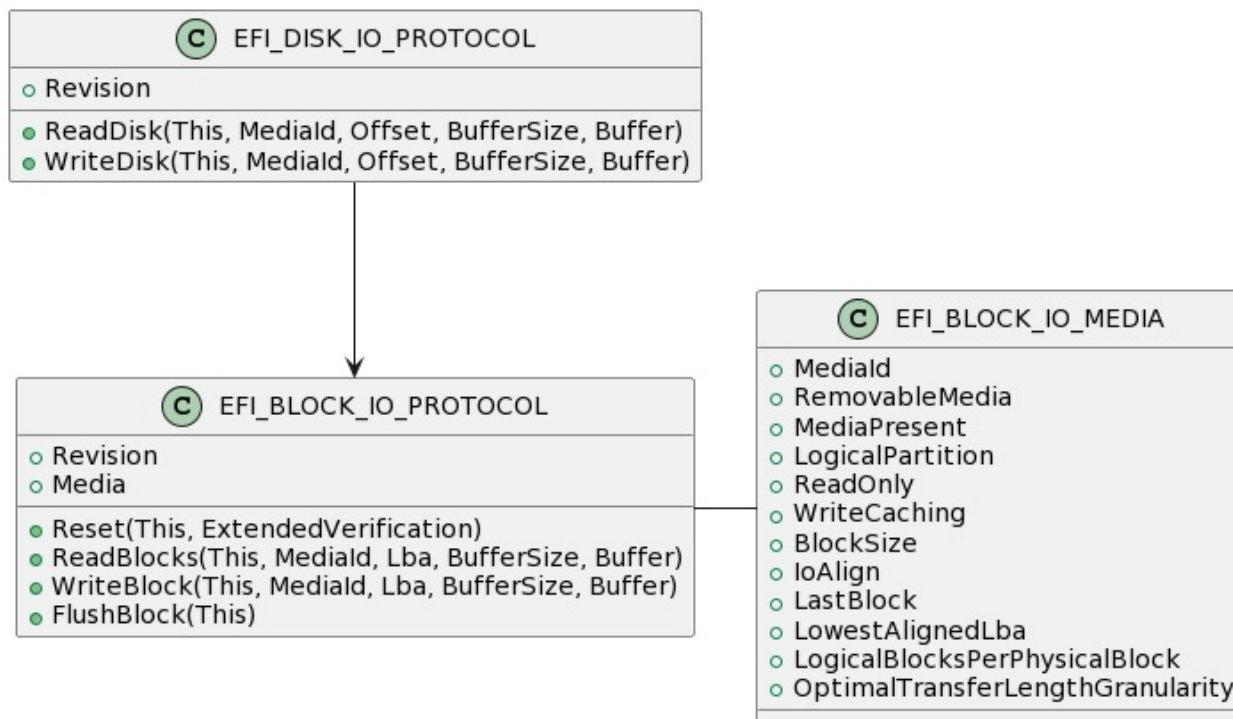 C EFI_DISK_IO_PROTOCOL
Revision
ReadDisk(This, MediaId, Offset, BufferSize, Buffer)
WriteDisk(This, MediaId, Offset, BufferSize, Buffer)
C EFI_BLOCK_IO_PROTOCOL
Revision
Media
Reset(This, ExtendedVerification)
ReadBlocks(This, MediaId, Lba, BufferSize, Buffer)
WriteBlock(This, MediaId, Lba, BufferSize, Buffer)
FlushBlock(This)
C EFI_BLOCK_IO_MEDIA
MediaId
RemovableMedia
MediaPresent
LogicalPartition
ReadOnly
WriteCaching
BlockSize
IoAlign
LastBlock
LowestAlignedLba
LogicalBlocksPerPhysicalBlock
OptimalTransferLengthGranularity